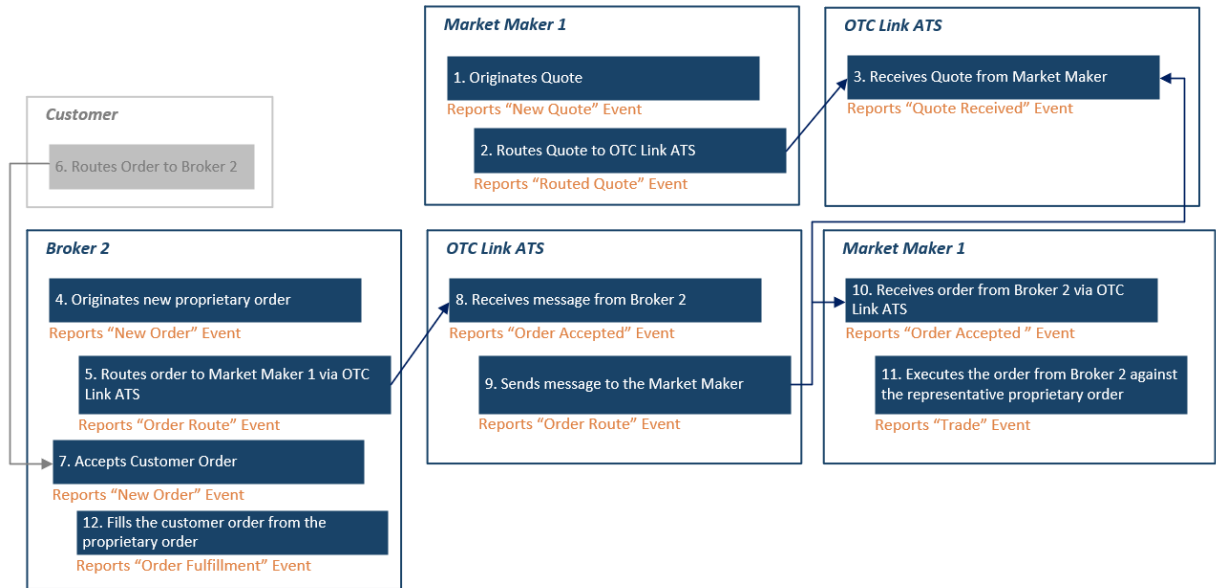 Market Maker 1
1. Originates Quote
Reports "New Quote" Event
2. Routes Quote to OTC Link ATS
Reports "Routed Quote" Event
OTC Link ATS
3. Receives Quote from Market Maker
Reports "Quote Received" Event
Customer
6. Routes Order to Broker 2
Broker 2
4. Originates new proprietary order
Reports "New Order" Event
5. Routes order to Market Maker 1 via OTC
Link ATS
Reports "Order Route" Event
7. Accepts Customer Order
Reports "New Order" Event
12. Fills the customer order from the
proprietary order
Reports "Order Fulfillment" Event
OTC Link ATS
8. Receives message from Broker 2
Reports "Order Accepted" Event
9. Sends message to the Market Maker
Reports "Order Route" Event
Market Maker 1
10. Receives order from Broker 2 via OTC
Link ATS
Reports "Order Accepted " Event
11. Executes the order from Broker 2 against
the representative proprietary order
Reports "Trade" Event